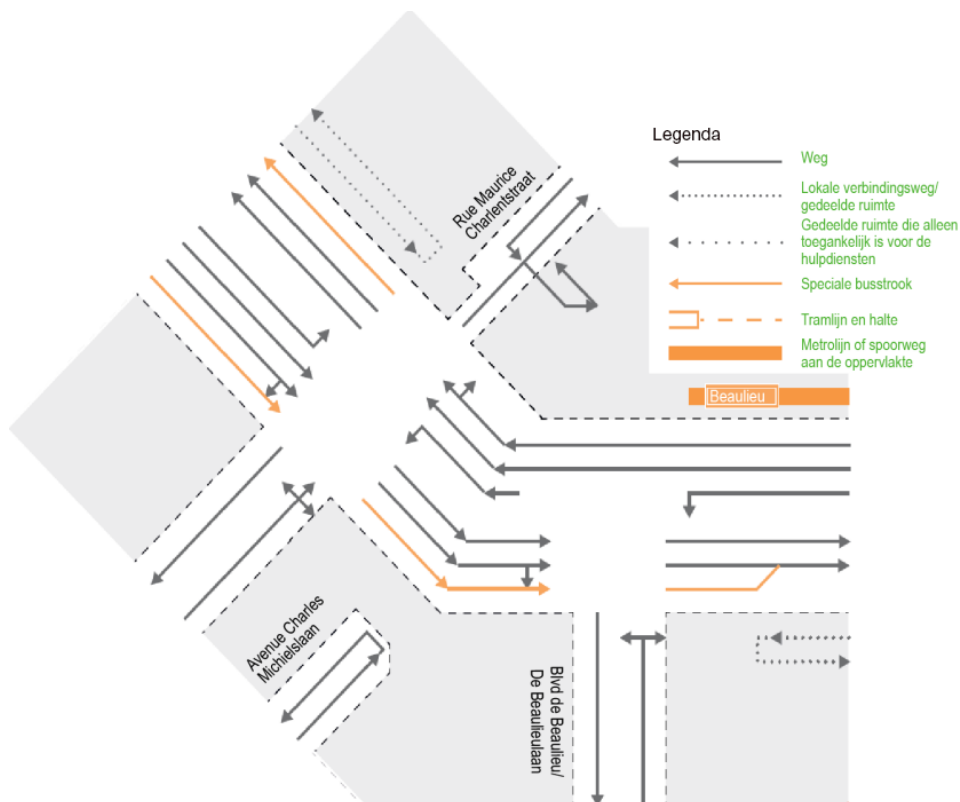 Legenda
Weg
Lokale verbindingsweg/
gedeelde ruimte
Gedeelde ruimte die alleen
toegankelijk is voor de
hulpdiensten
Speciale busstrook
Tramlijn en halte
Metrolijn of spoorweg
aan de oppervlakte
Rue Maurice
Charlentstraat
Beaulieu
Avenue Charles
Michielslaan
Blvd de Beaulieu/
De Beaulieulaan